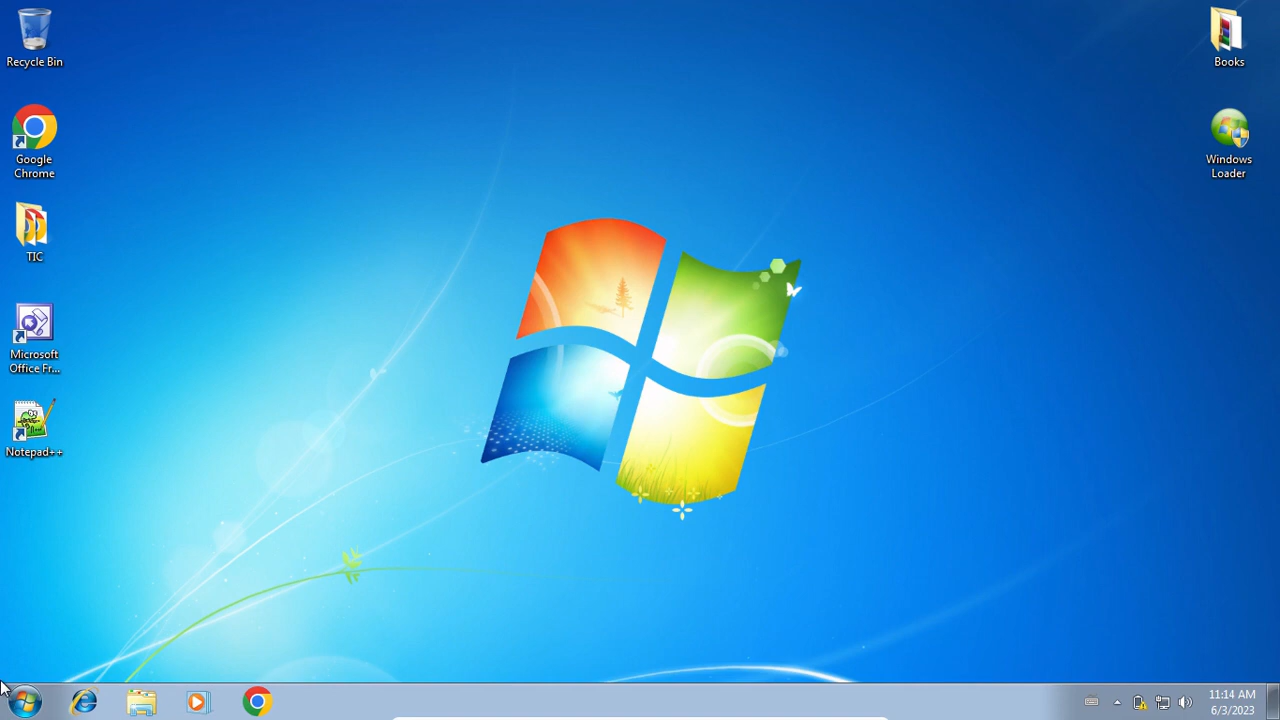 Recycle Bin
Google
Chrome
TIC
Microsoft
Office Fr...
Notepad++
Books
Windows
Loader
11:14 AM
6/3/2023